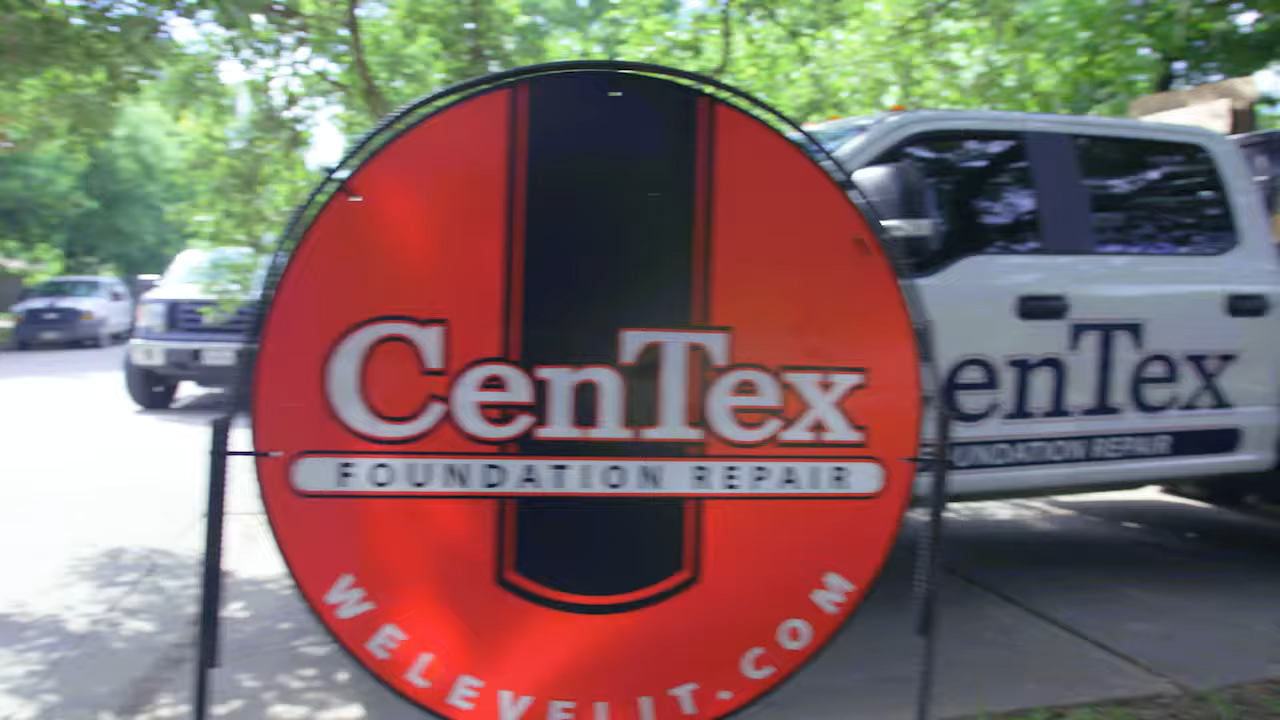 CenTex
FOUNDATION REPAIR
WELEVELIT.COM
enTex
UNDATION REPAIR